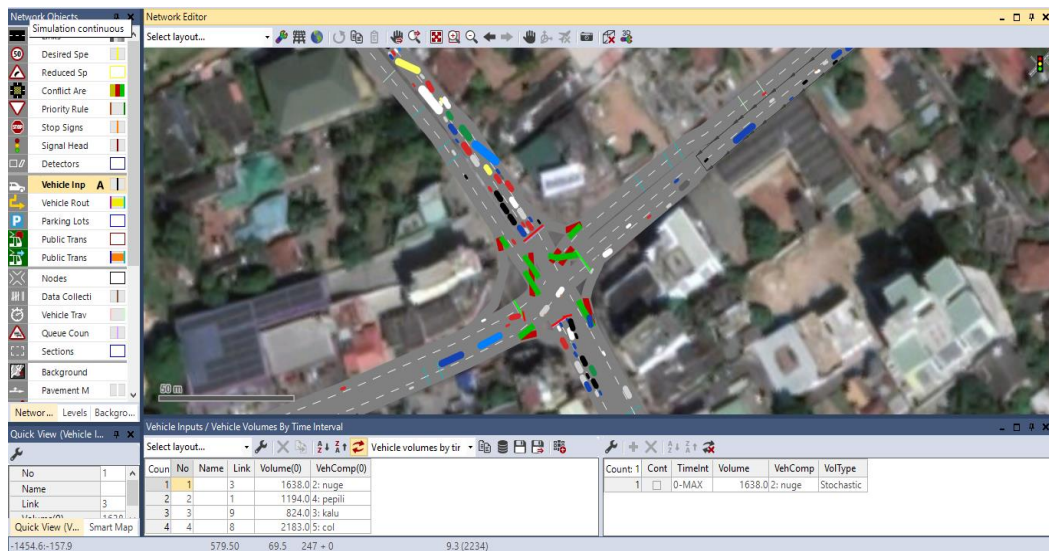 Network Objects
Simulation continuous
Desired Spe
Reduced Sp
Conflict Are
Priority Rule
Stop Signs
Signal Head
Detectors
Vehicle Inp A
Vehicle Rout
Parking Lots
Public Trans
Public Trans
Nodes
Data Collecti
Vehicle Trav
Queue Coun
Sections
Background
Pavement M
Networ... Levels Backgro...
Quick View (Vehicle I...
No 1
Name
Link 3
Quick View (V... Smart Map
Network Editor
Select layout...
50 m
Vehicle Inputs / Vehicle Volumes By Time Interval
Select layout... Vehicle volumes by tir
Coun No Name Link Volume(0) VehComp(0)
1 1 3 1638.0 2: nuge
2 2 1 1194.0 4: pepili
3 3 9 824.0 3: kalu
4 4 8 2183.0 5: col
Count: 1 Cont TimeInt Volume VehComp VolType
1 0-MAX 1638.0 2: nuge Stochastic
-1454.6:-157.9 579.50 69.5 247 + 0 9.3 (2234)